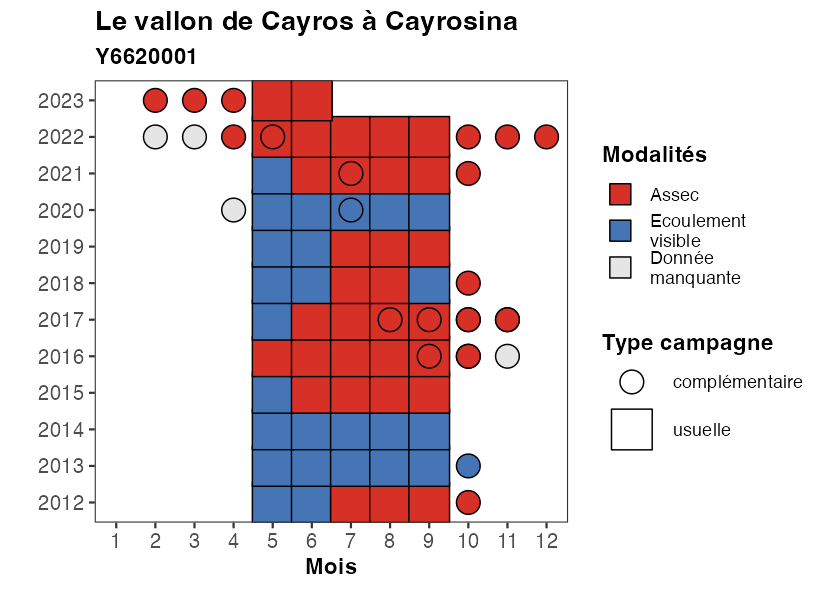 Le vallon de Cayros à Cayrosina
Y6620001
2023
2022
2021
2020
2019
2018
2017
2016
2015
2014
2013
2012
1 2 3 4 5 6 7 8 9 10 11 12
Mois
Modalités
Assec
Ecoulement
visible
Donnée
manquante
Type campagne
complémentaire
usuelle